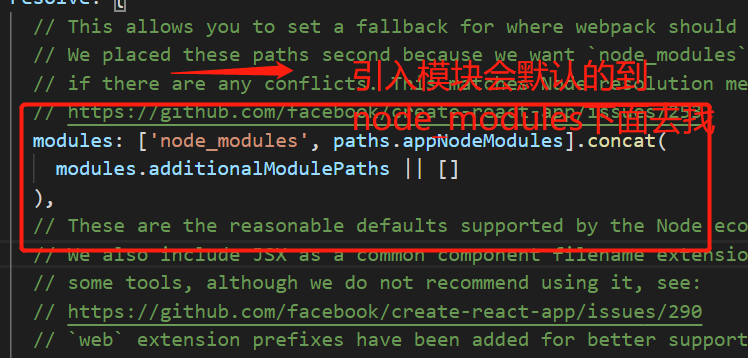 resolve: {
// This allows you to set a fallback for where webpack should
// We placed these paths second because we want `node_modules`
// if there are any conflicts. This matches Node resolution me
// https://github.com/facebook/create-react-app/issues/253
引入模块会默认的到
node_modules下面去找
modules: ['node_modules', paths.appNodeModules].concat(
modules.additionalModulePaths || []
),
// These are the reasonable defaults supported by the Node eco
// We also include JSX as a common component filename extension
// some tools, although we do not recommend using it, see:
// https://github.com/facebook/create-react-app/issues/290
// `web` extension prefixes have been added for better support